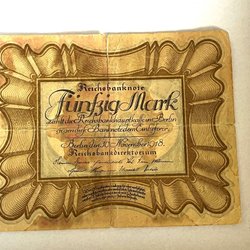 Reichsbanknote
Fünfzig Mark
zahlt die Reichsbankhauptkasse in Berlin
gegen diese Banknote dem Einlieferer
Berlin, den 30. November 1918
Reichsbankdirektorium